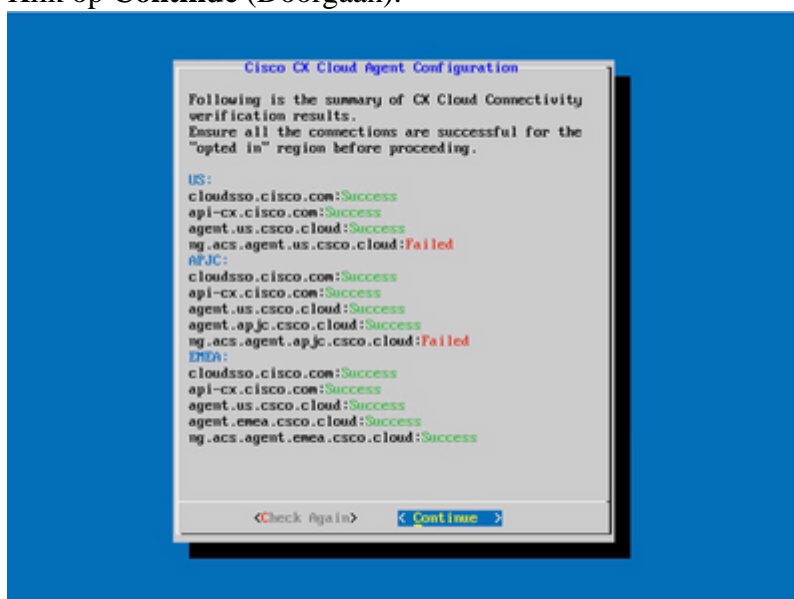 Klik op Continue (Doorgaan).
Cisco CX Cloud Agent Configuration
Following is the summary of CX Cloud Connectivity
verification results.
Ensure all the connections are successful for the
"opted in" region before proceeding.
US:
cloudsso.cisco.com:Success
api-cx.cisco.com:Success
agent.us.csco.cloud:Success
ng.acs.agent.us.csco.cloud:Failed
APJC:
cloudsso.cisco.com:Success
api-cx.cisco.com:Success
agent.us.csco.cloud:Success
agent.apjc.csco.cloud:Success
ng.acs.agent.apjc.csco.cloud:Failed
EMEA:
cloudsso.cisco.com:Success
api-cx.cisco.com:Success
agent.us.csco.cloud:Success
agent.emea.csco.cloud:Success
ng.acs.agent.emea.csco.cloud:Success
<Check Again> < Continue >